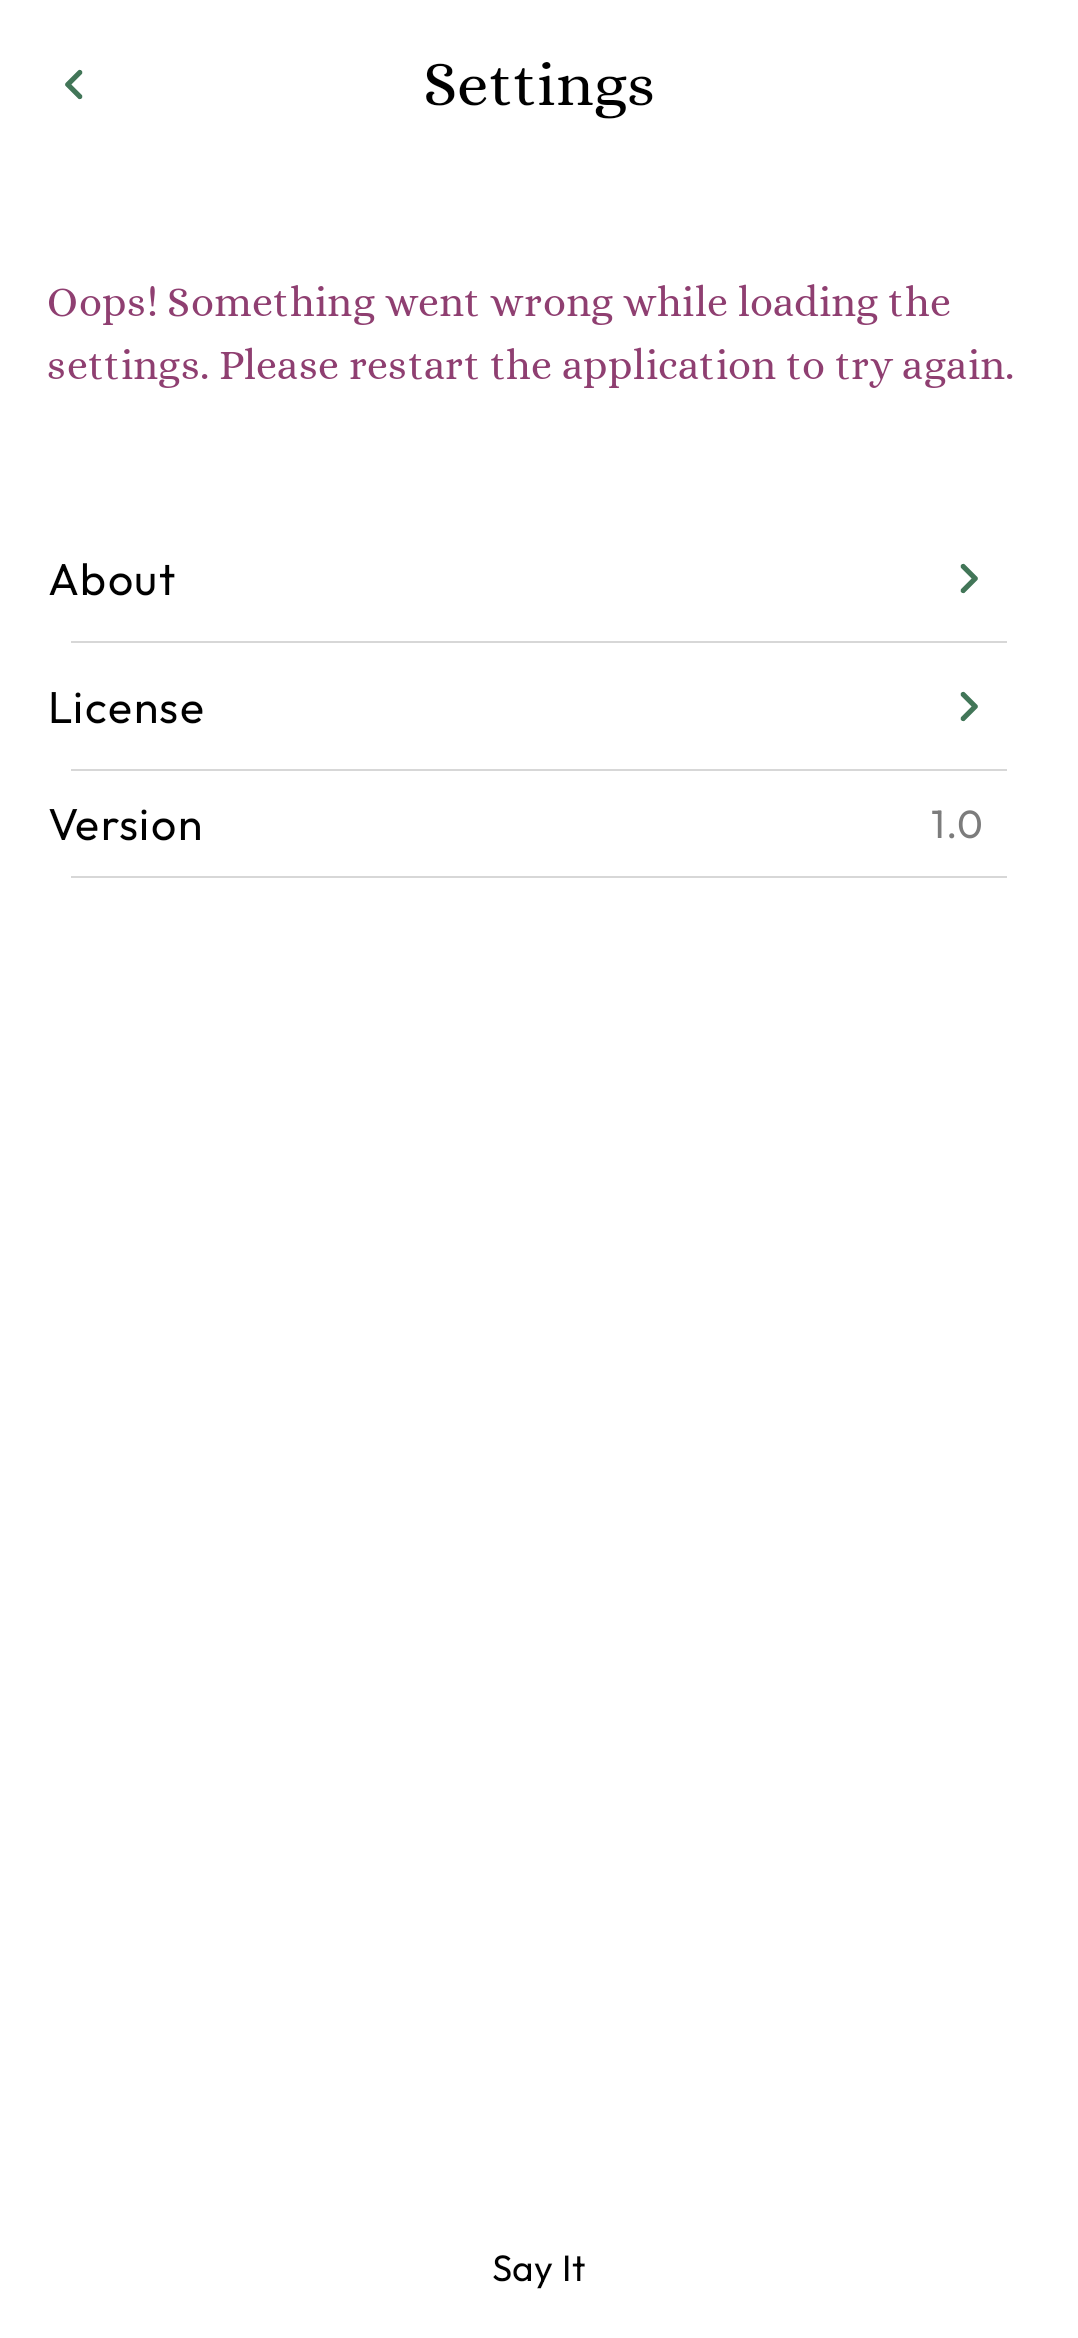 Settings
Oops! Something went wrong while loading the
settings. Please restart the application to try again.
About
License
Version 1.0
Say It